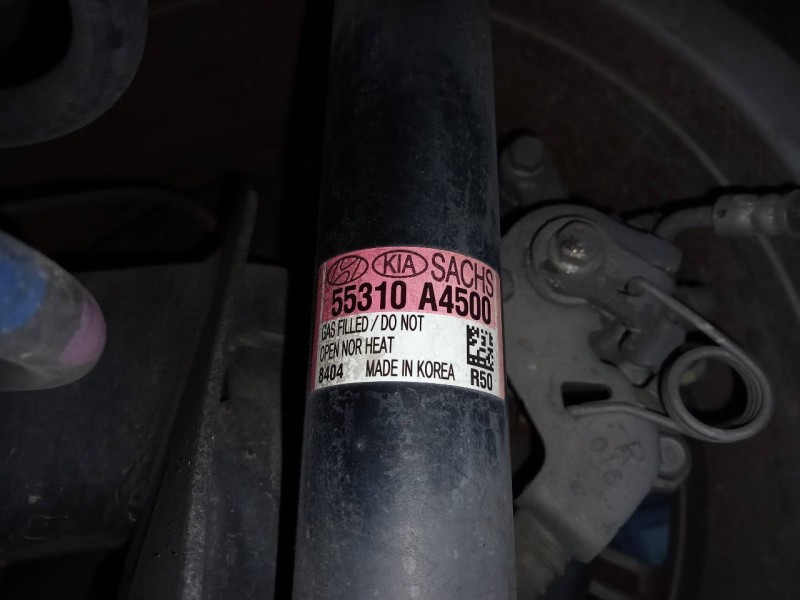 KIA SACHS
55310 A4500
GAS FILLED / DO NOT
OPEN NOR HEAT
8404 MADE IN KOREA R50